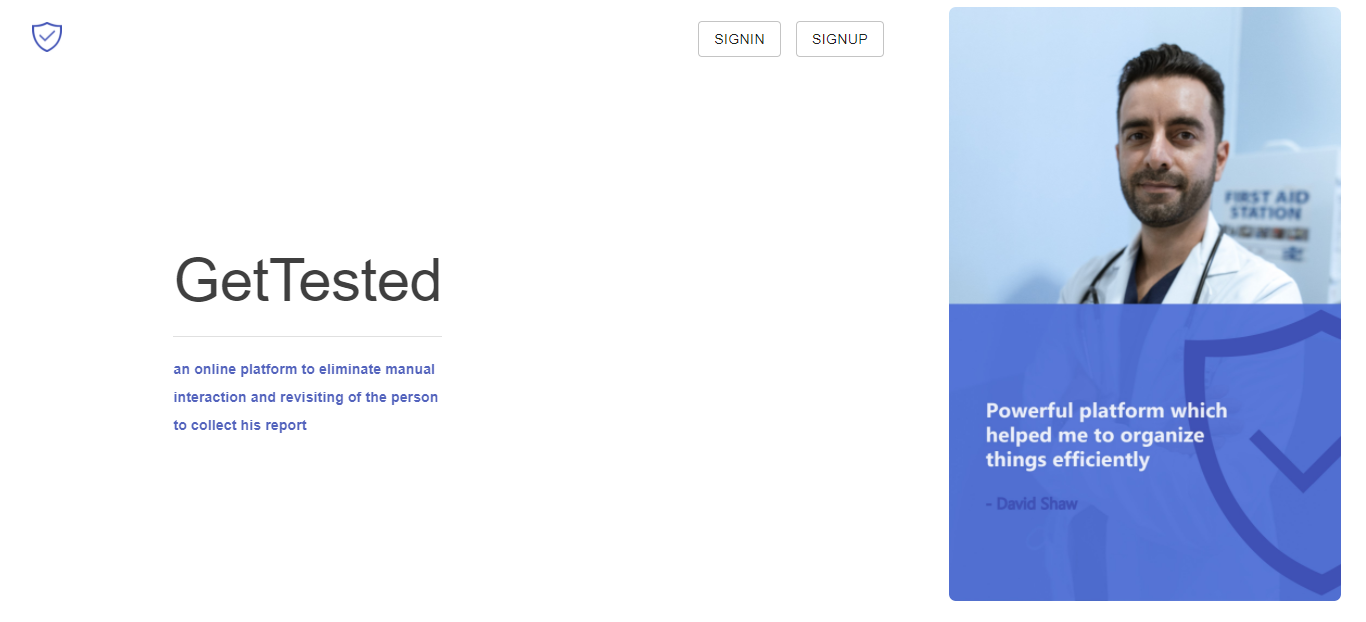 SIGNIN
SIGNUP
GetTested
an online platform to eliminate manual
interaction and revisiting of the person
to collect his report
FIRST AID
STATION
Powerful platform which
helped me to organize
things efficiently
- David Shaw